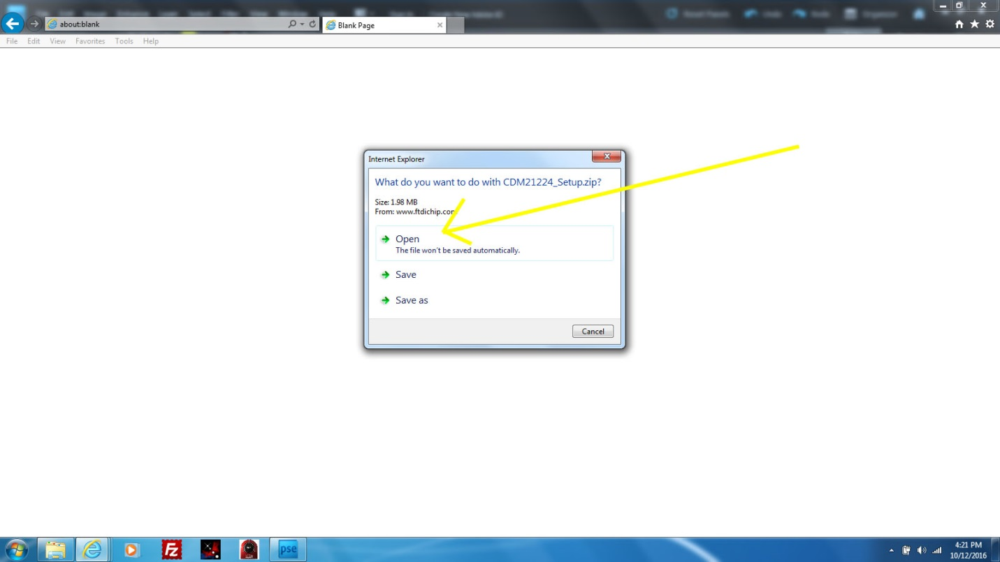 about:blank
Blank Page
File Edit View Favorites Tools Help
Internet Explorer
What do you want to do with CDM21224_Setup.zip?
Size: 1.98 MB
From: www.ftdichip.com
Open
The file won't be saved automatically.
Save
Save as
Cancel
Fz
pse
4:21 PM
10/12/2016